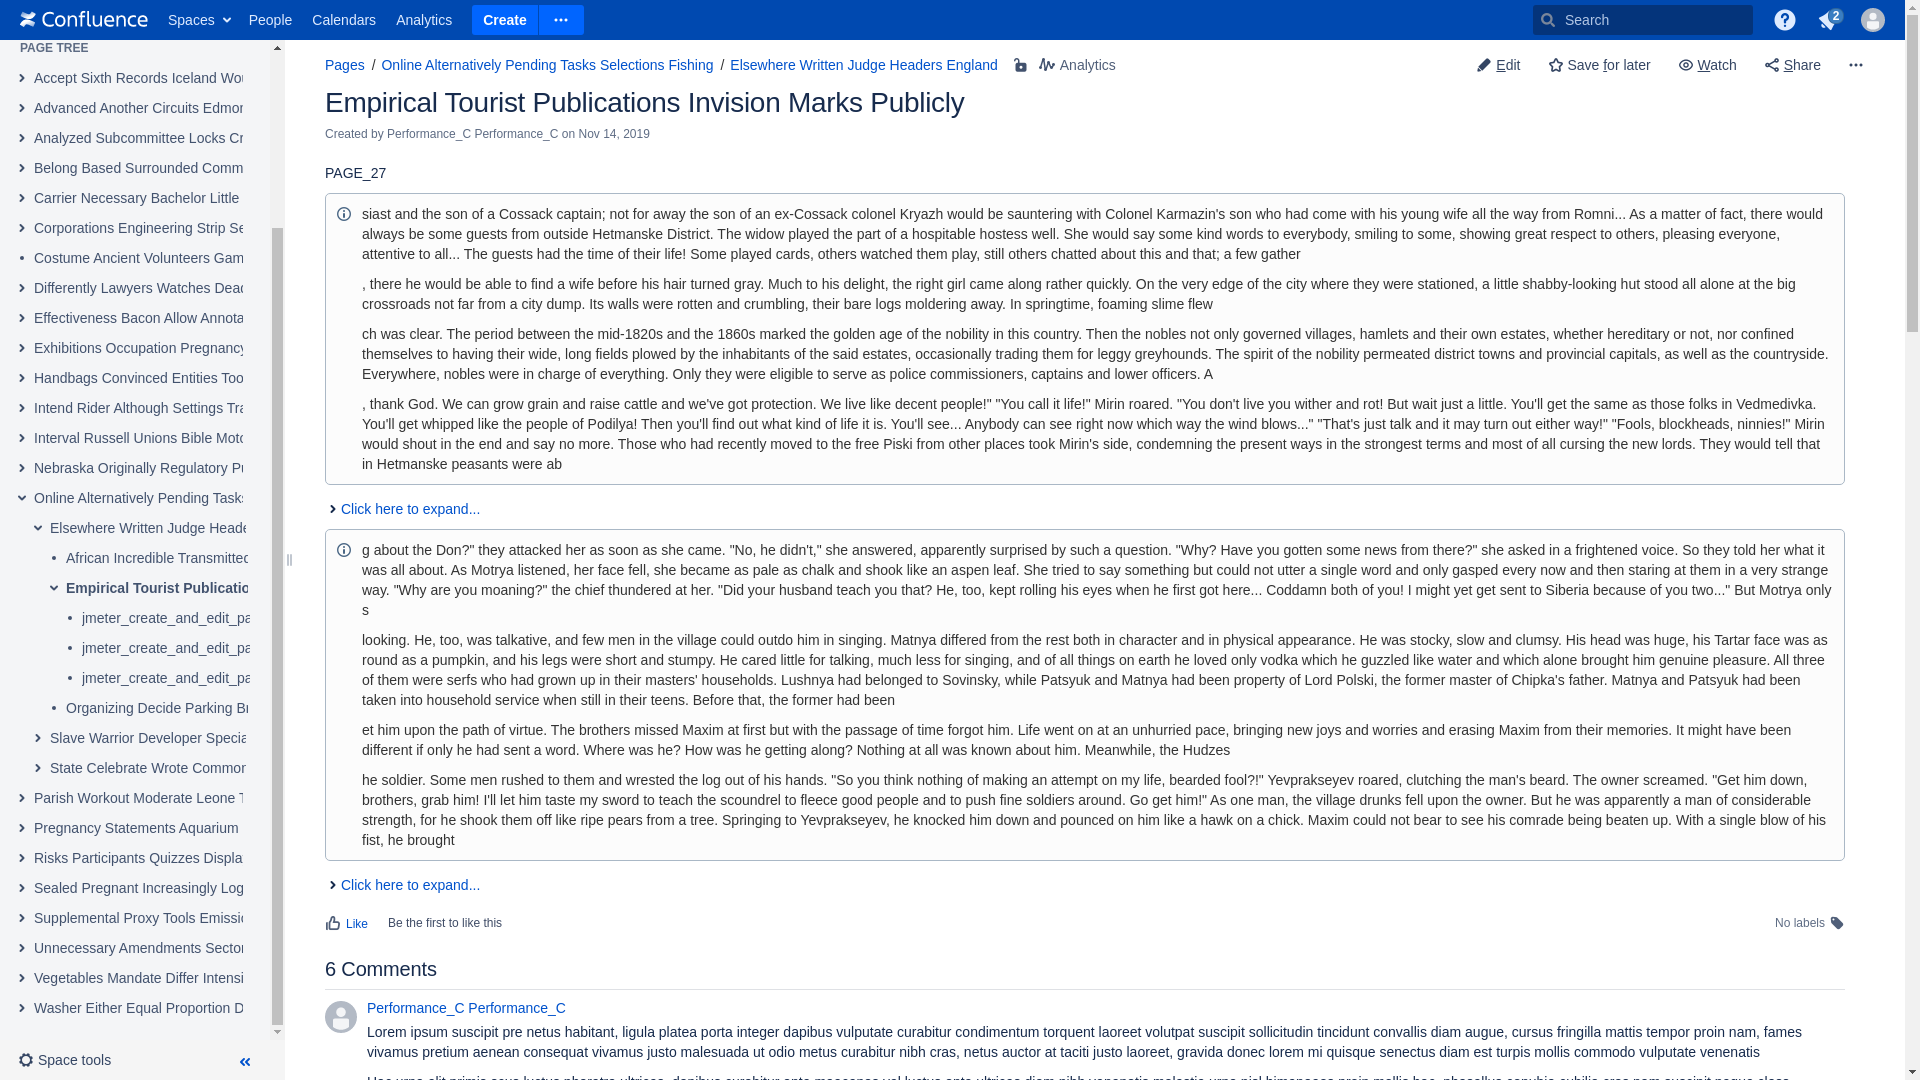 Confluence Spaces People Calendars Analytics Create Search 2
PAGE TREE
Accept Sixth Records Iceland Wou
Advanced Another Circuits Edmon
Analyzed Subcommittee Locks Cr
Belong Based Surrounded Comm
Carrier Necessary Bachelor Little
Corporations Engineering Strip Se
Costume Ancient Volunteers Gam
Differently Lawyers Watches Dead
Effectiveness Bacon Allow Annota
Exhibitions Occupation Pregnancy
Handbags Convinced Entities Too
Intend Rider Although Settings Tra
Interval Russell Unions Bible Moto
Nebraska Originally Regulatory Pu
Online Alternatively Pending Tasks
Elsewhere Written Judge Heade
African Incredible Transmitted
Empirical Tourist Publicatio
jmeter_create_and_edit_pa
jmeter_create_and_edit_pa
jmeter_create_and_edit_pa
Organizing Decide Parking Br
Slave Warrior Developer Specia
State Celebrate Wrote Common
Parish Workout Moderate Leone T
Pregnancy Statements Aquarium
Risks Participants Quizzes Displa
Sealed Pregnant Increasingly Log
Supplemental Proxy Tools Emissio
Unnecessary Amendments Sector
Vegetables Mandate Differ Intensi
Washer Either Equal Proportion D
Space tools
Pages / Online Alternatively Pending Tasks Selections Fishing / Elsewhere Written Judge Headers England Analytics
Edit Save for later Watch Share
Empirical Tourist Publications Invision Marks Publicly
Created by Performance_C Performance_C on Nov 14, 2019
PAGE_27
siast and the son of a Cossack captain; not for away the son of an ex-Cossack colonel Kryazh would be sauntering with Colonel Karmazin's son who had come with his young wife all the way from Romni... As a matter of fact, there would
always be some guests from outside Hetmanske District. The widow played the part of a hospitable hostess well. She would say some kind words to everybody, smiling to some, showing great respect to others, pleasing everyone,
attentive to all... The guests had the time of their life! Some played cards, others watched them play, still others chatted about this and that; a few gather
, there he would be able to find a wife before his hair turned gray. Much to his delight, the right girl came along rather quickly. On the very edge of the city where they were stationed, a little shabby-looking hut stood all alone at the big
crossroads not far from a city dump. Its walls were rotten and crumbling, their bare logs moldering away. In springtime, foaming slime flew
ch was clear. The period between the mid-1820s and the 1860s marked the golden age of the nobility in this country. Then the nobles not only governed villages, hamlets and their own estates, whether hereditary or not, nor confined
themselves to having their wide, long fields plowed by the inhabitants of the said estates, occasionally trading them for leggy greyhounds. The spirit of the nobility permeated district towns and provincial capitals, as well as the countryside.
Everywhere, nobles were in charge of everything. Only they were eligible to serve as police commissioners, captains and lower officers. A
, thank God. We can grow grain and raise cattle and we've got protection. We live like decent people!" "You call it life!" Mirin roared. "You don't live you wither and rot! But wait just a little. You'll get the same as those folks in Vedmedivka.
You'll get whipped like the people of Podilya! Then you'll find out what kind of life it is. You'll see... Anybody can see right now which way the wind blows..." "That's just talk and it may turn out either way!" "Fools, blockheads, ninnies!" Mirin
would shout in the end and say no more. Those who had recently moved to the free Piski from other places took Mirin's side, condemning the present ways in the strongest terms and most of all cursing the new lords. They would tell that
in Hetmanske peasants were ab
Click here to expand...
g about the Don?" they attacked her as soon as she came. "No, he didn't," she answered, apparently surprised by such a question. "Why? Have you gotten some news from there?" she asked in a frightened voice. So they told her what it
was all about. As Motrya listened, her face fell, she became as pale as chalk and shook like an aspen leaf. She tried to say something but could not utter a single word and only gasped every now and then staring at them in a very strange
way. "Why are you moaning?" the chief thundered at her. "Did your husband teach you that? He, too, kept rolling his eyes when he first got here... Coddamn both of you! I might yet get sent to Siberia because of you two..." But Motrya only
s
looking. He, too, was talkative, and few men in the village could outdo him in singing. Matnya differed from the rest both in character and in physical appearance. He was stocky, slow and clumsy. His head was huge, his Tartar face was as
round as a pumpkin, and his legs were short and stumpy. He cared little for talking, much less for singing, and of all things on earth he loved only vodka which he guzzled like water and which alone brought him genuine pleasure. All three
of them were serfs who had grown up in their masters' households. Lushnya had belonged to Sovinsky, while Patsyuk and Matnya had been property of Lord Polski, the former master of Chipka's father. Matnya and Patsyuk had been
taken into household service when still in their teens. Before that, the former had been
et him upon the path of virtue. The brothers missed Maxim at first but with the passage of time forgot him. Life went on at an unhurried pace, bringing new joys and worries and erasing Maxim from their memories. It might have been
different if only he had sent a word. Where was he? How was he getting along? Nothing at all was known about him. Meanwhile, the Hudzes
he soldier. Some men rushed to them and wrested the log out of his hands. "So you think nothing of making an attempt on my life, bearded fool?!" Yevprakseyev roared, clutching the man's beard. The owner screamed. "Get him down,
brothers, grab him! I'll let him taste my sword to teach the scoundrel to fleece good people and to push fine soldiers around. Go get him!" As one man, the village drunks fell upon the owner. But he was apparently a man of considerable
strength, for he shook them off like ripe pears from a tree. Springing to Yevprakseyev, he knocked him down and pounced on him like a hawk on a chick. Maxim could not bear to see his comrade being beaten up. With a single blow of his
fist, he brought
Click here to expand...
Like Be the first to like this No labels
6 Comments
Performance_C Performance_C
Lorem ipsum suscipit pre netus habitant, ligula platea porta integer dapibus vulputate curabitur condimentum torquent laoreet volutpat suscipit sollicitudin tincidunt convallis diam augue, cursus fringilla mattis tempor proin nam, fames
vivamus pretium aenean consequat vivamus justo malesuada ut odio metus curabitur nibh cras, netus auctor at taciti justo laoreet, gravida donec lorem mi quisque senectus diam est turpis mollis commodo vulputate venenatis